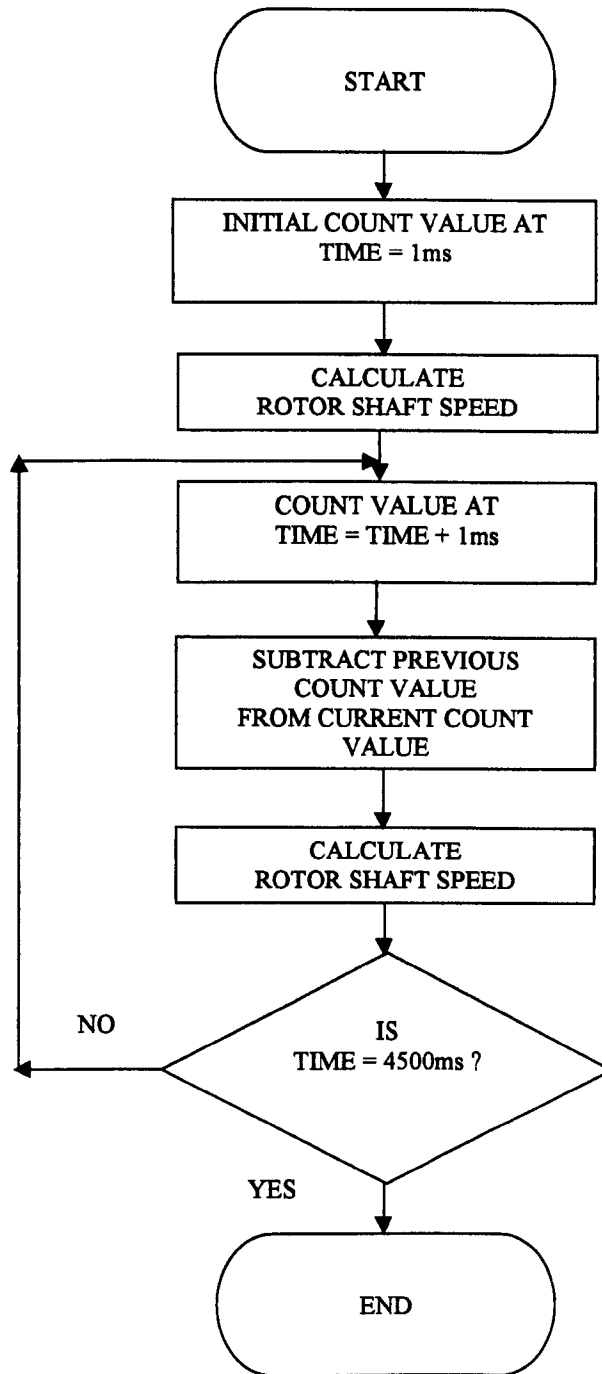 START
INITIAL COUNT VALUE AT
TIME = 1ms
CALCULATE
ROTOR SHAFT SPEED
COUNT VALUE AT
TIME = TIME + 1ms
SUBTRACT PREVIOUS
COUNT VALUE
FROM CURRENT COUNT
VALUE
CALCULATE
ROTOR SHAFT SPEED
NO
IS
TIME = 4500ms ?
YES
END